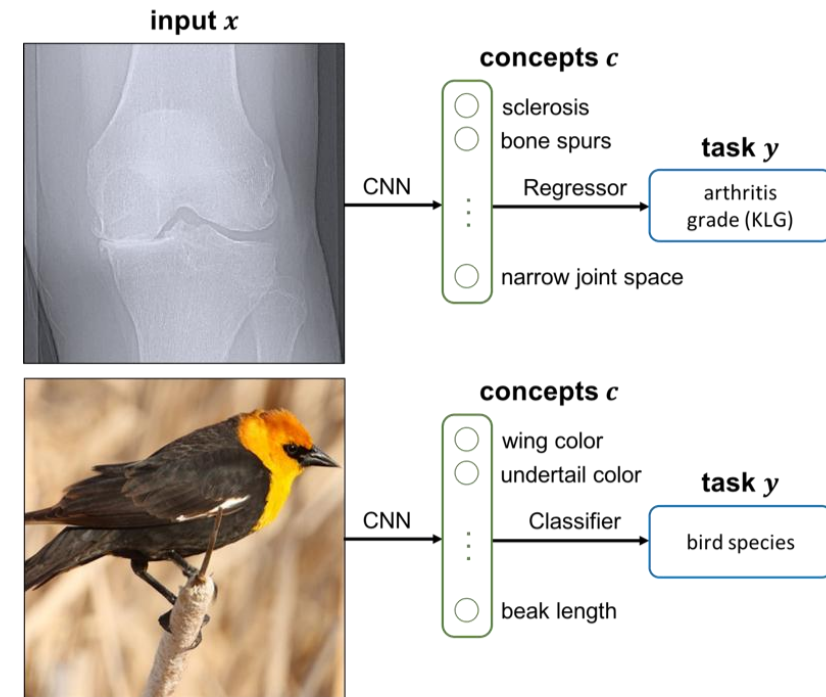 input x
concepts c
sclerosis
bone spurs
task y
CNN
Regressor
arthritis
grade (KLG)
narrow joint space
concepts c
wing color
undertail color
task y
CNN
Classifier
bird species
beak length